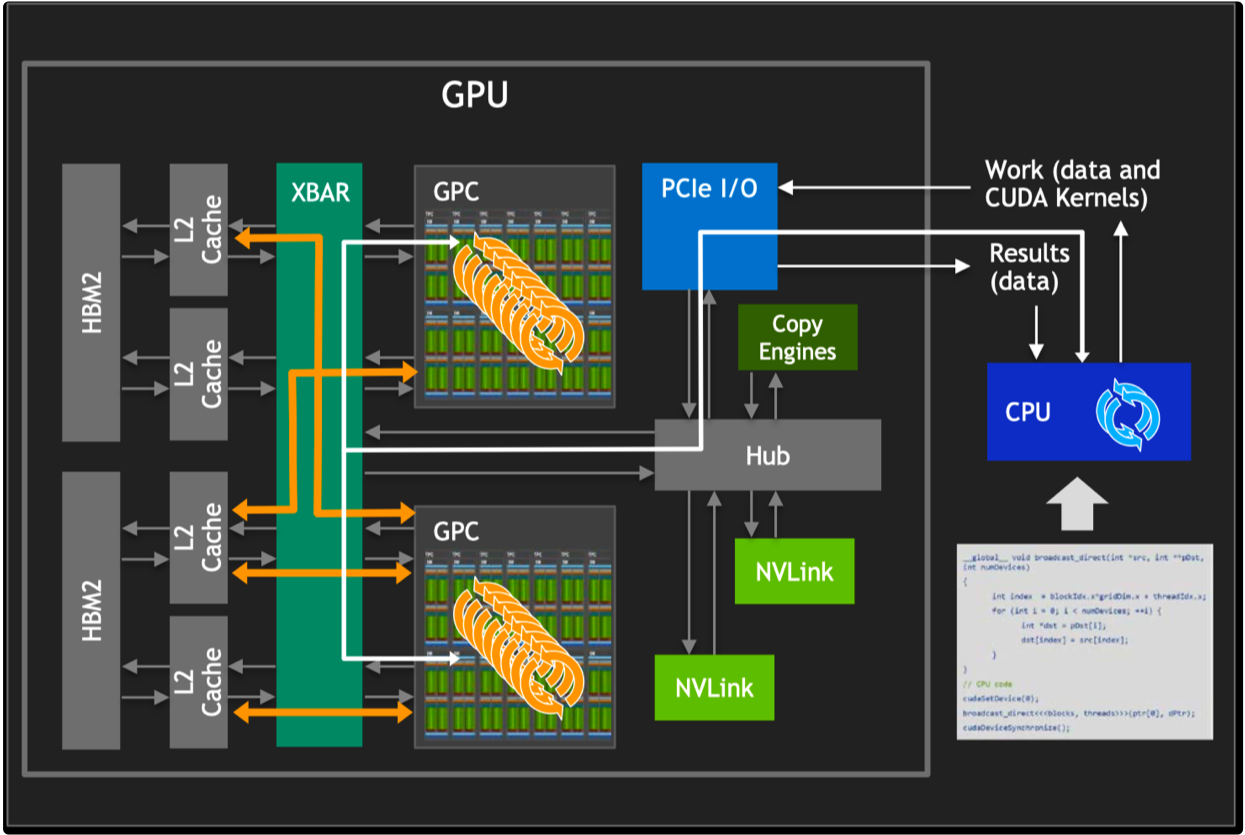 GPU
XBAR
GPC
PCIe I/O
Work (data and
CUDA Kernels)
L2
Cache
HBM2
Results
(data)
L2
Cache
Copy
Engines
CPU
Hub
L2
Cache
HBM2
GPC
NVLink
L2
Cache
NVLink
__global__ void broadcast_direct(int *src, int **pDst,
int numDevices)
{
int index = blockIdx.x*gridDim.x + threadIdx.x;
for (int i = 0; i < numDevices; ++i) {
int *dst = pDst[i];
dst[index] = src[index];
}
}
// CPU code
cudaSetDevice(0);
broadcast_direct<<<blocks, threads>>>(ptr[0], dPtr);
cudaDeviceSynchronize();